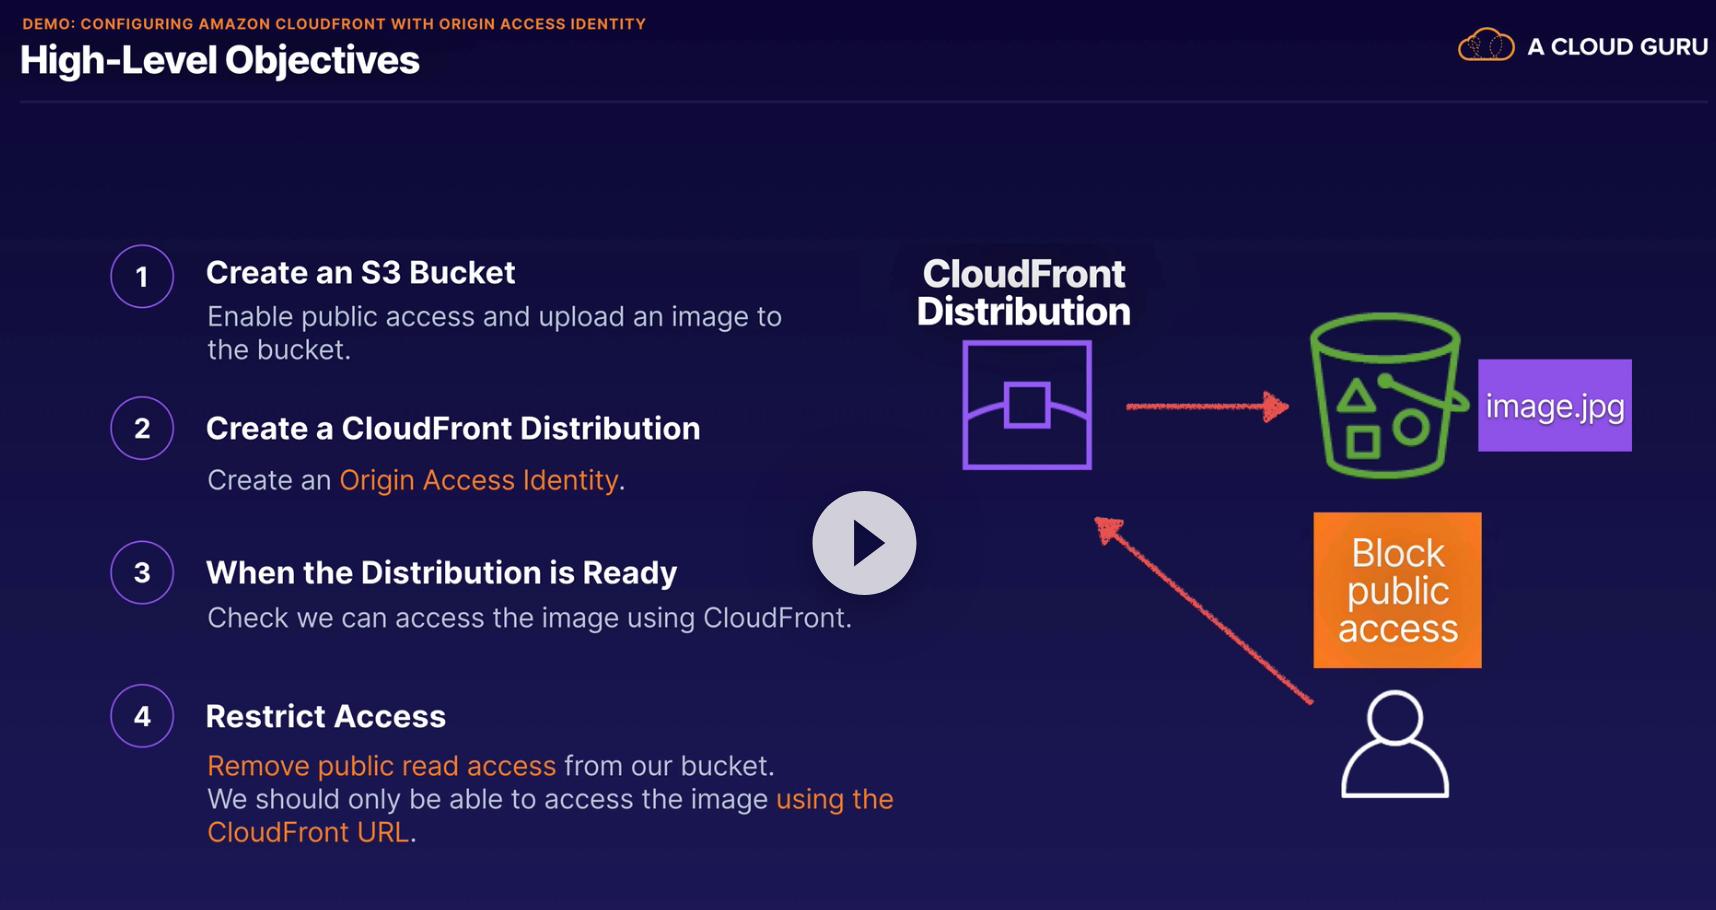 DEMO: CONFIGURING AMAZON CLOUDFRONT WITH ORIGIN ACCESS IDENTITY
High-Level Objectives
A CLOUD GURU
1
Create an S3 Bucket
Enable public access and upload an image to
the bucket.
2
Create a CloudFront Distribution
Create an Origin Access Identity.
3
When the Distribution is Ready
Check we can access the image using CloudFront.
4
Restrict Access
Remove public read access from our bucket.
We should only be able to access the image using the
CloudFront URL.
CloudFront
Distribution
image.jpg
Block
public
access